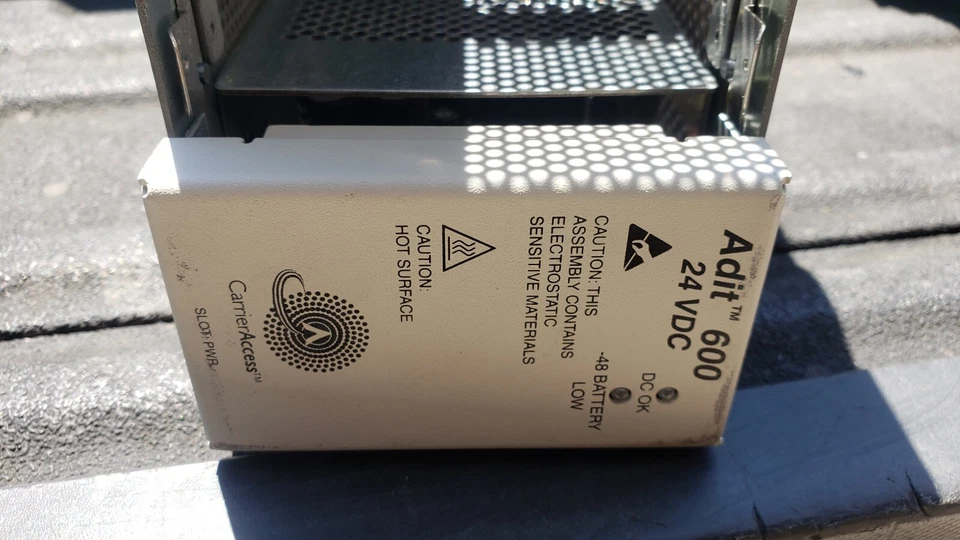 Adit™ 600
24 VDC
DC OK
-48 BATTERY
LOW
CAUTION: THIS
ASSEMBLY CONTAINS
ELECTROSTATIC
SENSITIVE MATERIALS
CAUTION:
HOT SURFACE
CarrierAccess™
SLOT: PWR